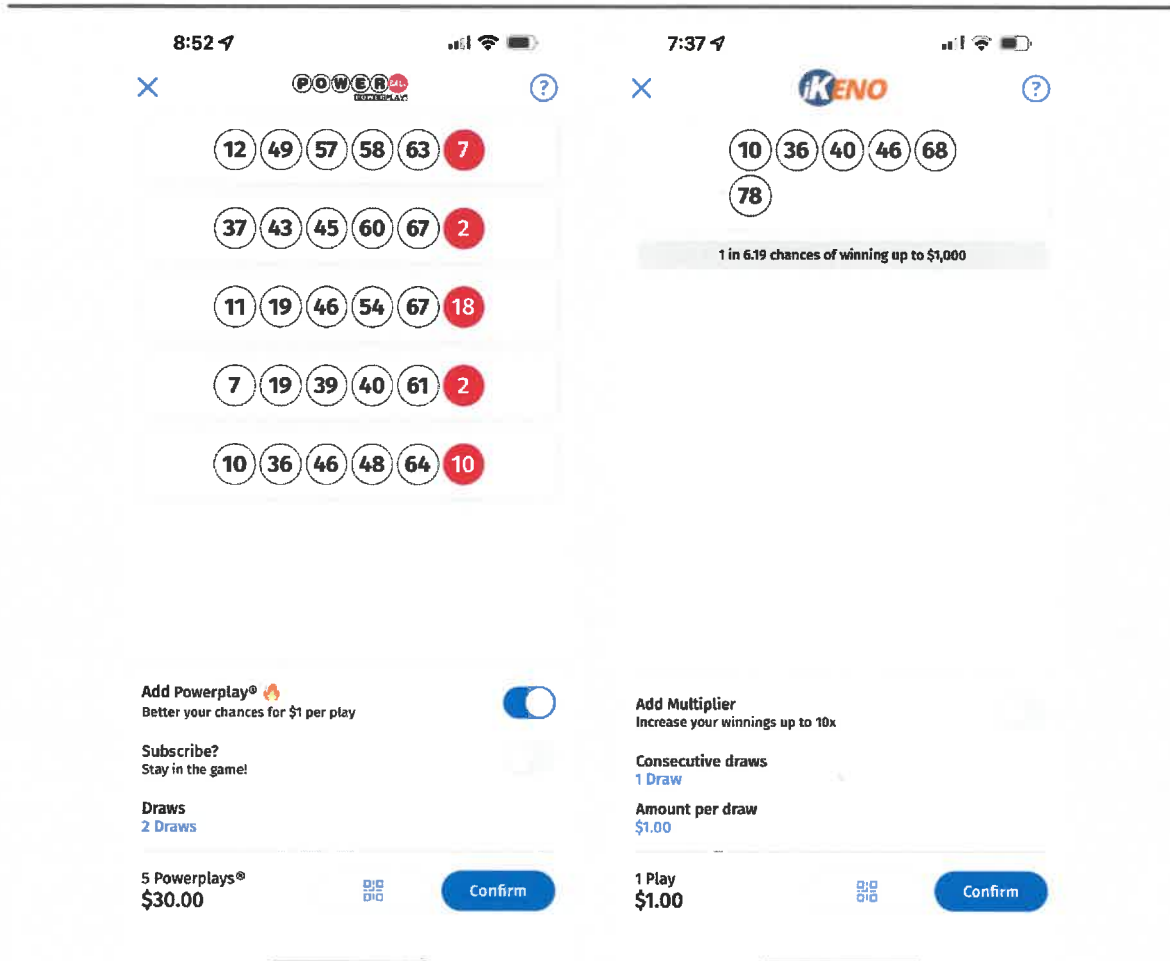 8:52
POWERBALL
POWERPLAY
12 49 57 58 63 7
37 43 45 60 67 2
11 19 46 54 67 18
7 19 39 40 61 2
10 36 46 48 64 10
Add Powerplay® 🔥
Better your chances for $1 per play
Subscribe?
Stay in the game!
Draws
2 Draws
5 Powerplays®
$30.00
Confirm
7:37
iKENO
10 36 40 46 68
78
1 in 6.19 chances of winning up to $1,000
Add Multiplier
Increase your winnings up to 10x
Consecutive draws
1 Draw
Amount per draw
$1.00
1 Play
$1.00
Confirm